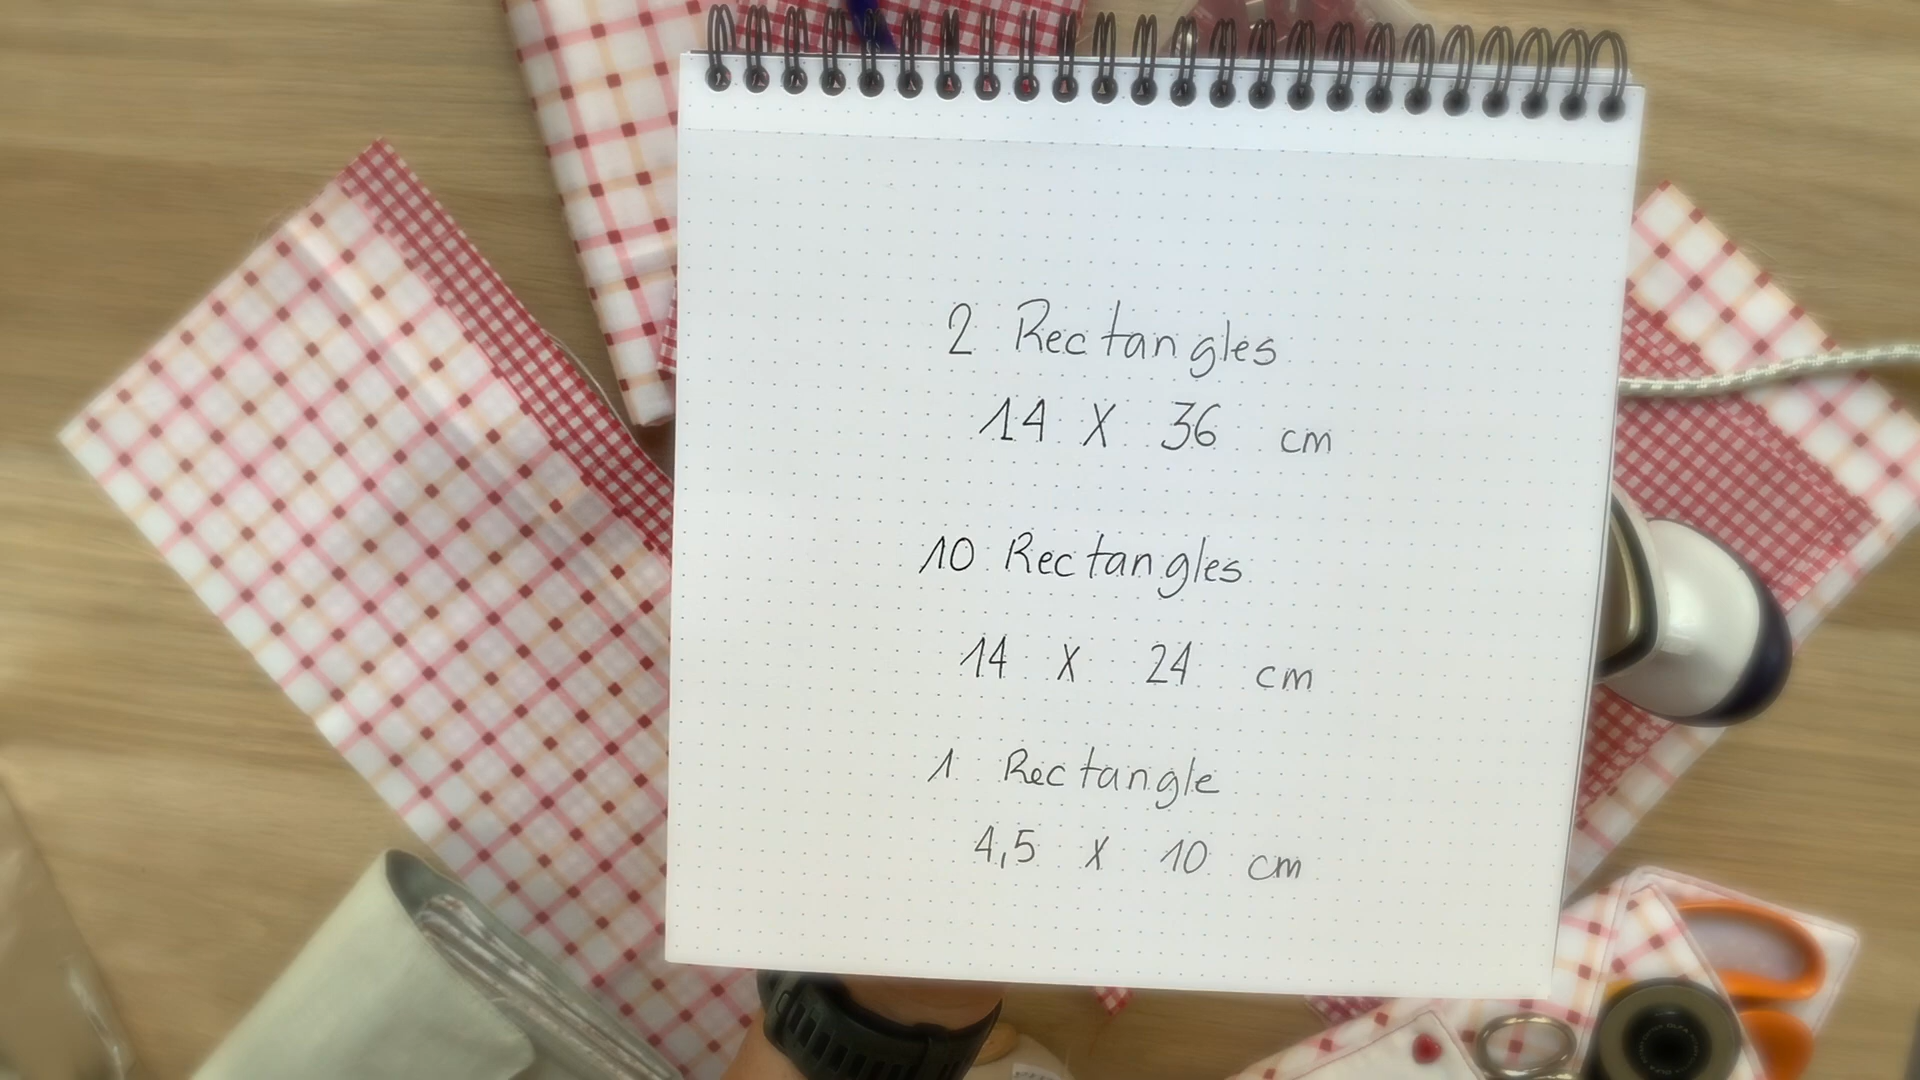 2 Rectangles
14 X 36 cm
10 Rectangles
14 X 24 cm
1 Rectangle
4,5 X 10 cm